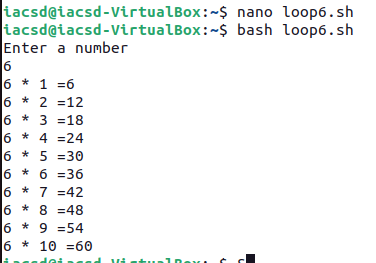 iacsd@iacsd-VirtualBox:~$ nano loop6.sh
iacsd@iacsd-VirtualBox:~$ bash loop6.sh
Enter a number
6
6 * 1 =6
6 * 2 =12
6 * 3 =18
6 * 4 =24
6 * 5 =30
6 * 6 =36
6 * 7 =42
6 * 8 =48
6 * 9 =54
6 * 10 =60
iacsd@iacsd-VirtualBox:~$